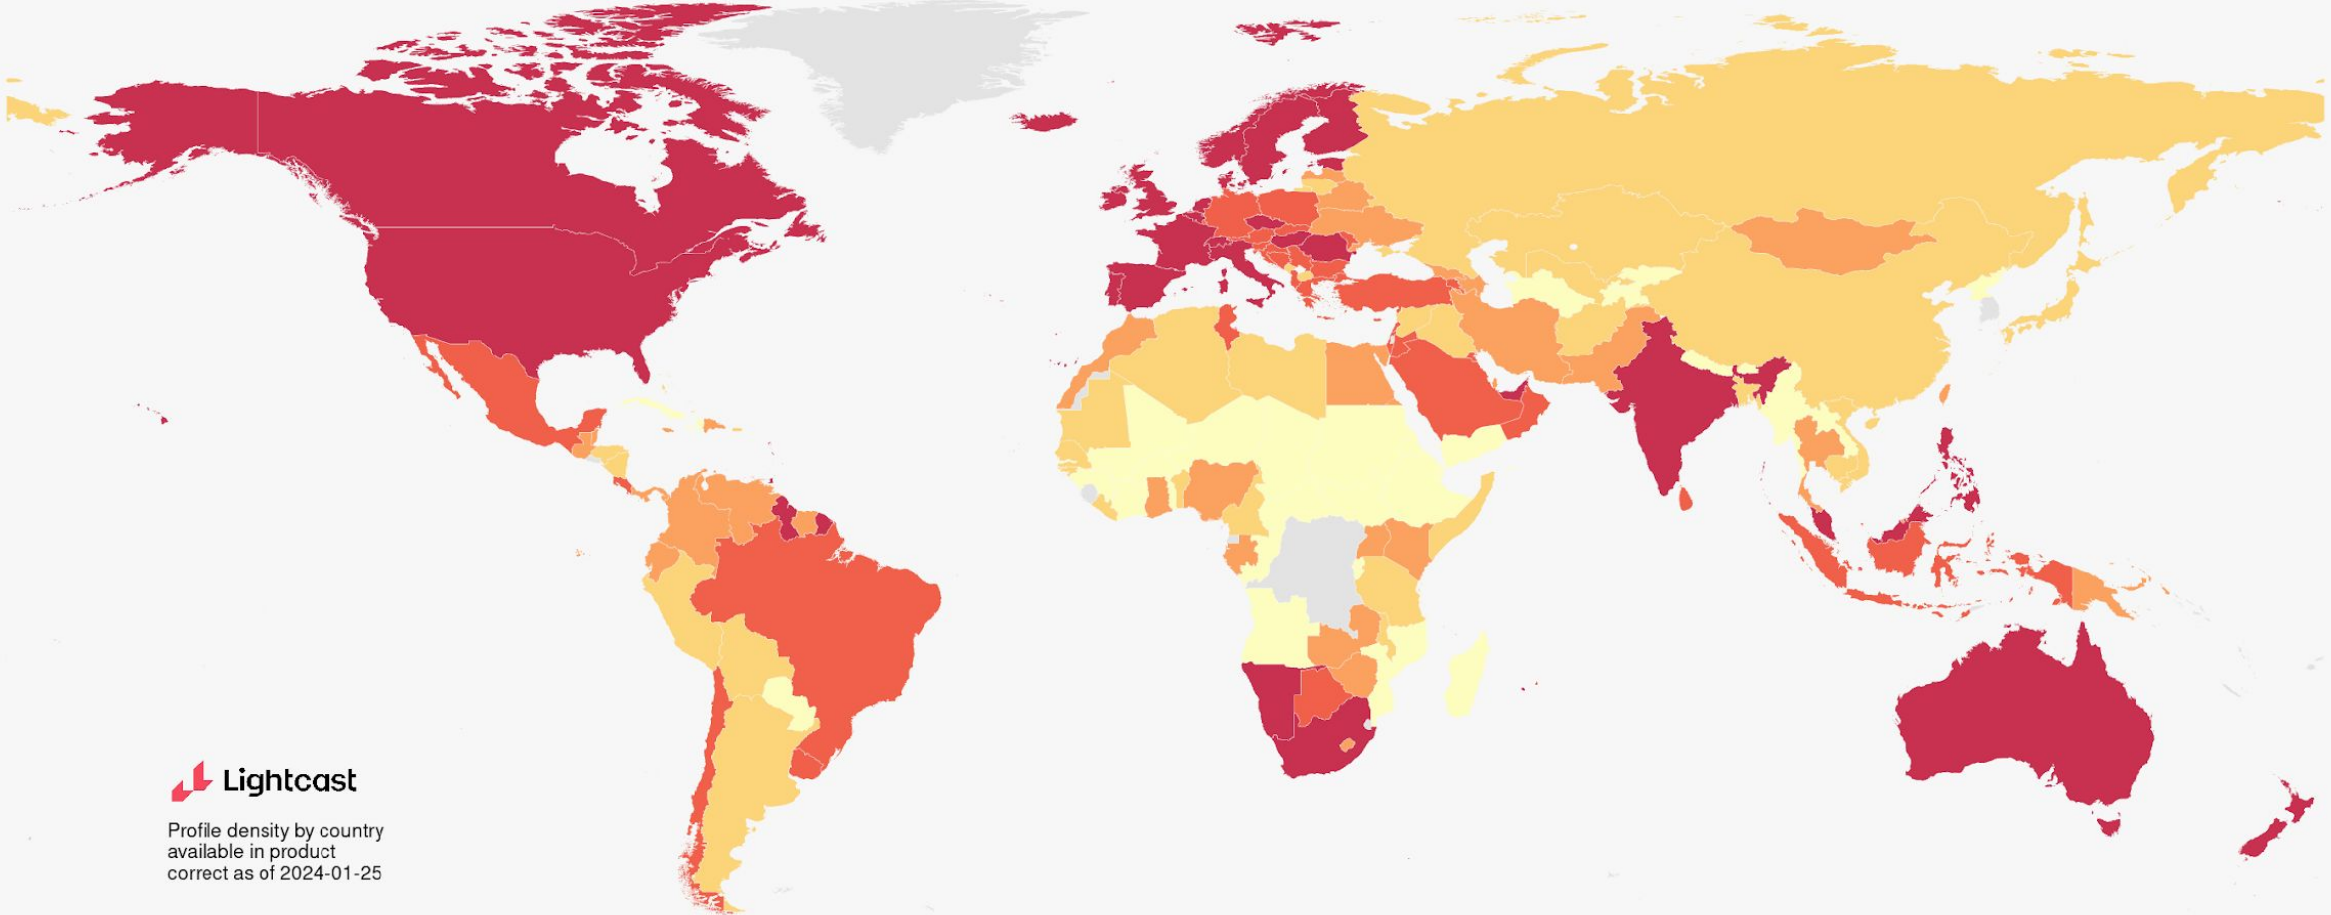 Lightcast
Profile density by country
available in product
correct as of 2024-01-25